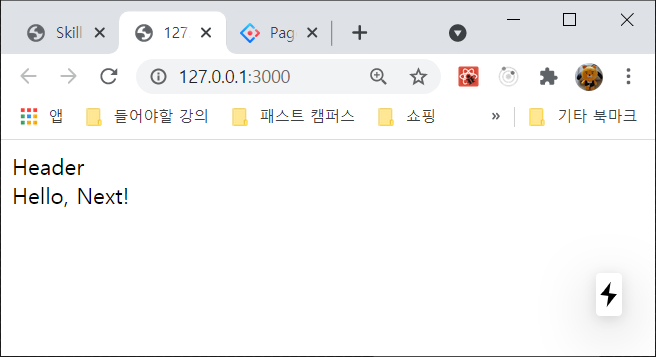 Skill
127
Pag
127.0.0.1:3000
앱 들어야할 강의 패스트 캠퍼스 쇼핑 » 기타 북마크
Header
Hello, Next!